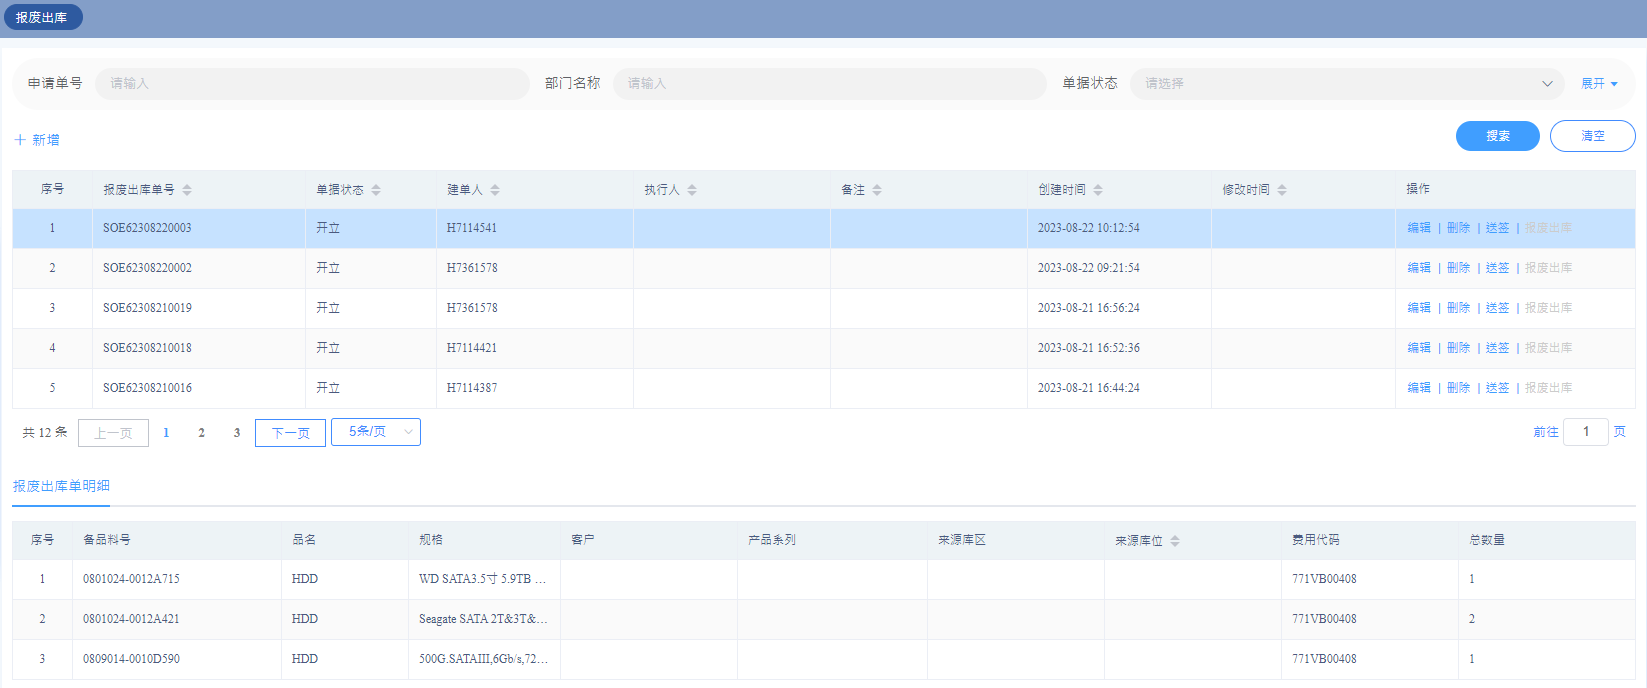 报废出库
申请单号 请输入 部门名称 请输入 单据状态 请选择 展开
新增 搜索 清空
序号 报废出库单号 单据状态 建单人 执行人 备注 创建时间 修改时间 操作
1 SOE62308220003 开立 H7114541 2023-08-22 10:12:54 编辑 | 删除 | 送签 | 报废出库
2 SOE62308220002 开立 H7361578 2023-08-22 09:21:54 编辑 | 删除 | 送签 | 报废出库
3 SOE62308210019 开立 H7361578 2023-08-21 16:56:24 编辑 | 删除 | 送签 | 报废出库
4 SOE62308210018 开立 H7114421 2023-08-21 16:52:36 编辑 | 删除 | 送签 | 报废出库
5 SOE62308210016 开立 H7114387 2023-08-21 16:44:24 编辑 | 删除 | 送签 | 报废出库
共 12 条 上一页 1 2 3 下一页 5条/页 前往 1 页
报废出库单明细
序号 备品料号 品名 规格 客户 产品系列 来源库区 来源库位 费用代码 总数量
1 0801024-0012A715 HDD WD SATA3.5寸 5.9TB ... 771VB00408 1
2 0801024-0012A421 HDD Seagate SATA 2T&3T&... 771VB00408 2
3 0809014-0010D590 HDD 500G.SATAIII,6Gb/s,72... 771VB00408 1